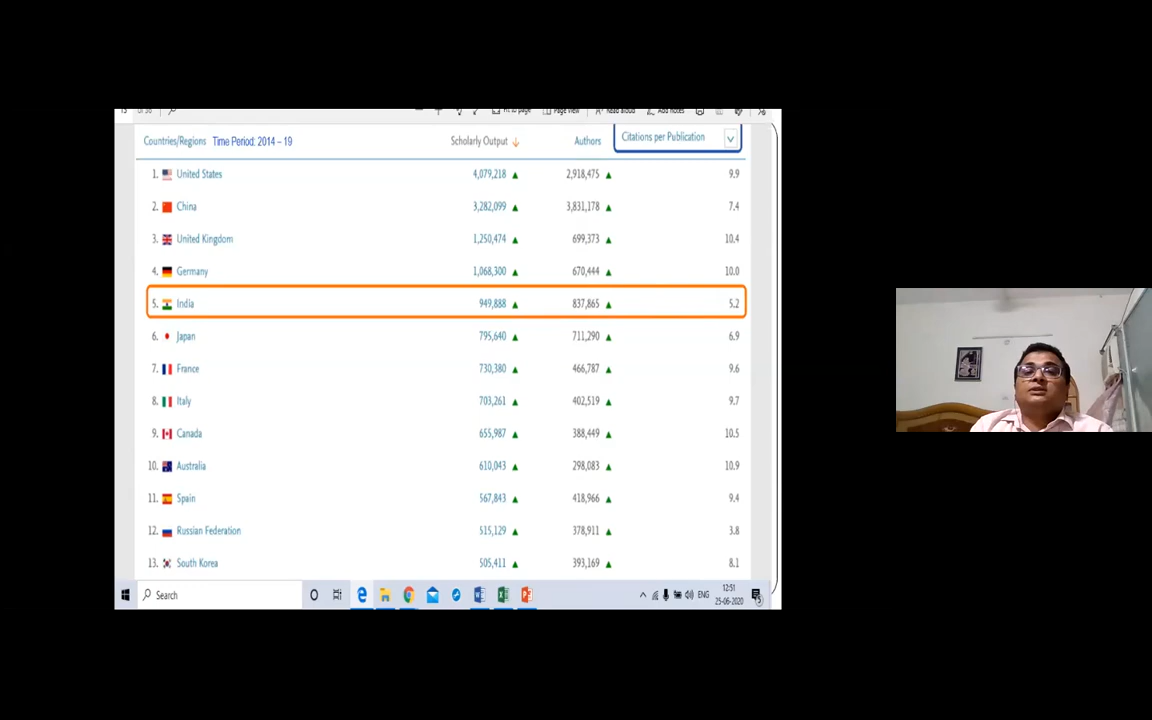 Countries/Regions Time Period: 2014 – 19 Scholarly Output Authors Citations per Publication
1. United States 4,079,218 2,918,475 9.9
2. China 3,282,099 3,831,178 7.4
3. United Kingdom 1,250,474 699,373 10.4
4. Germany 1,068,300 670,444 10.0
5. India 949,888 837,865 5.2
6. Japan 795,640 711,290 6.9
7. France 730,380 466,787 9.6
8. Italy 703,261 402,519 9.7
9. Canada 655,987 388,449 10.5
10. Australia 610,043 298,083 10.9
11. Spain 567,843 418,966 9.4
12. Russian Federation 515,129 378,911 3.8
13. South Korea 505,411 393,169 8.1
Search ENG 12:51
25-06-2020